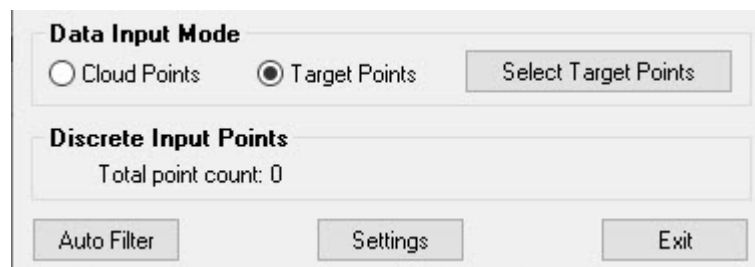 Data Input Mode
Cloud Points Target Points Select Target Points
Discrete Input Points
Total point count: 0
Auto Filter Settings Exit